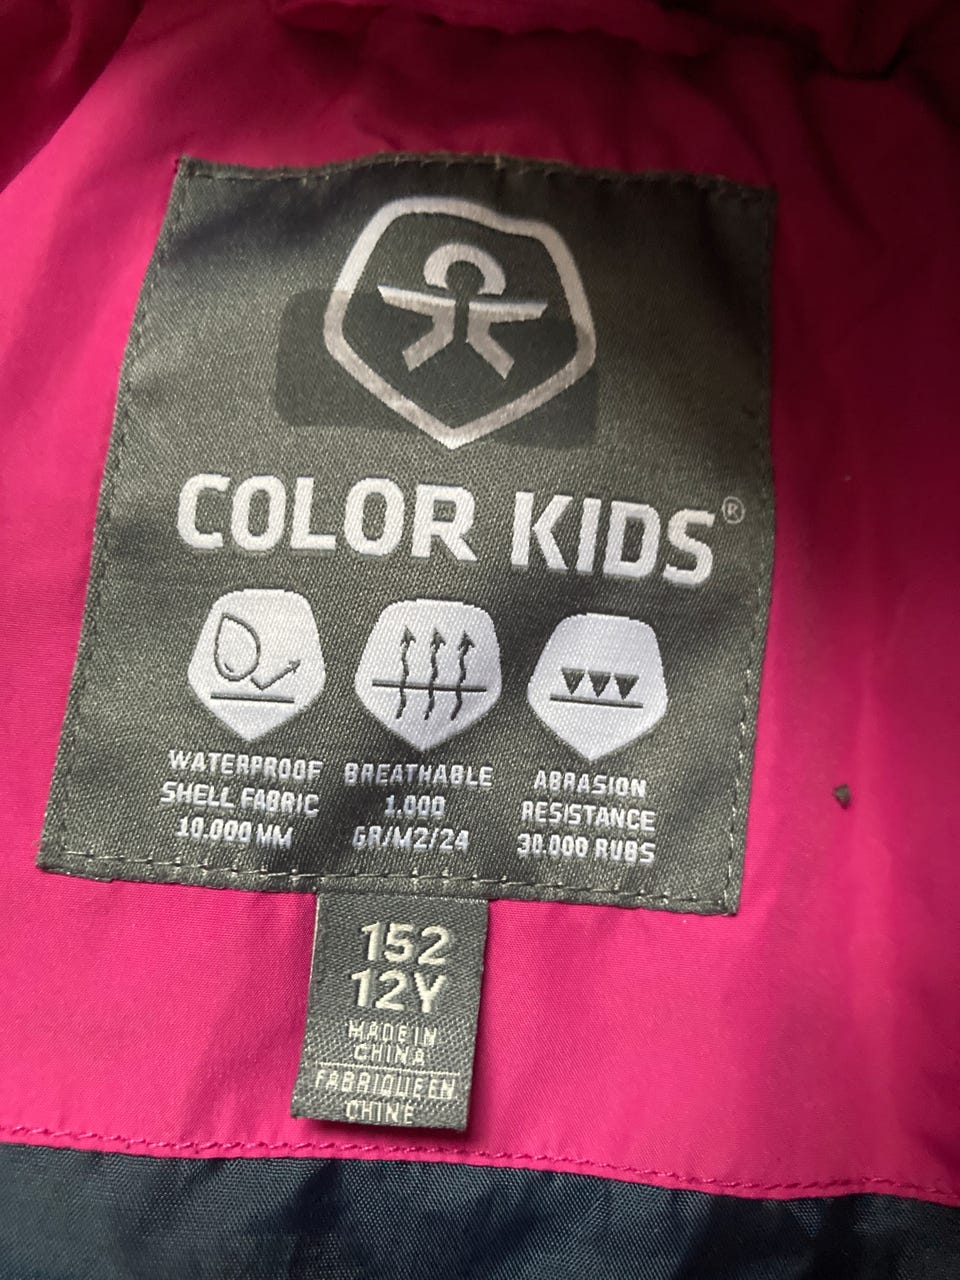 COLOR KIDS®
WATERPROOF
SHELL FABRIC
10.000 MM
BREATHABLE
1.000
GR/M2/24
ABRASION
RESISTANCE
30.000 RUBS
152
12Y
MADE IN
CHINA
FABRIQUE EN
CHINE